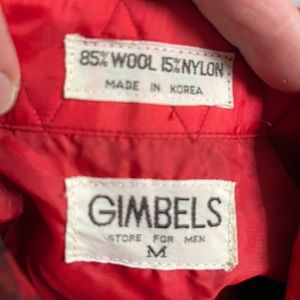 85% WOOL 15% NYLON
MADE IN KOREA
GIMBELS
STORE FOR MEN
M